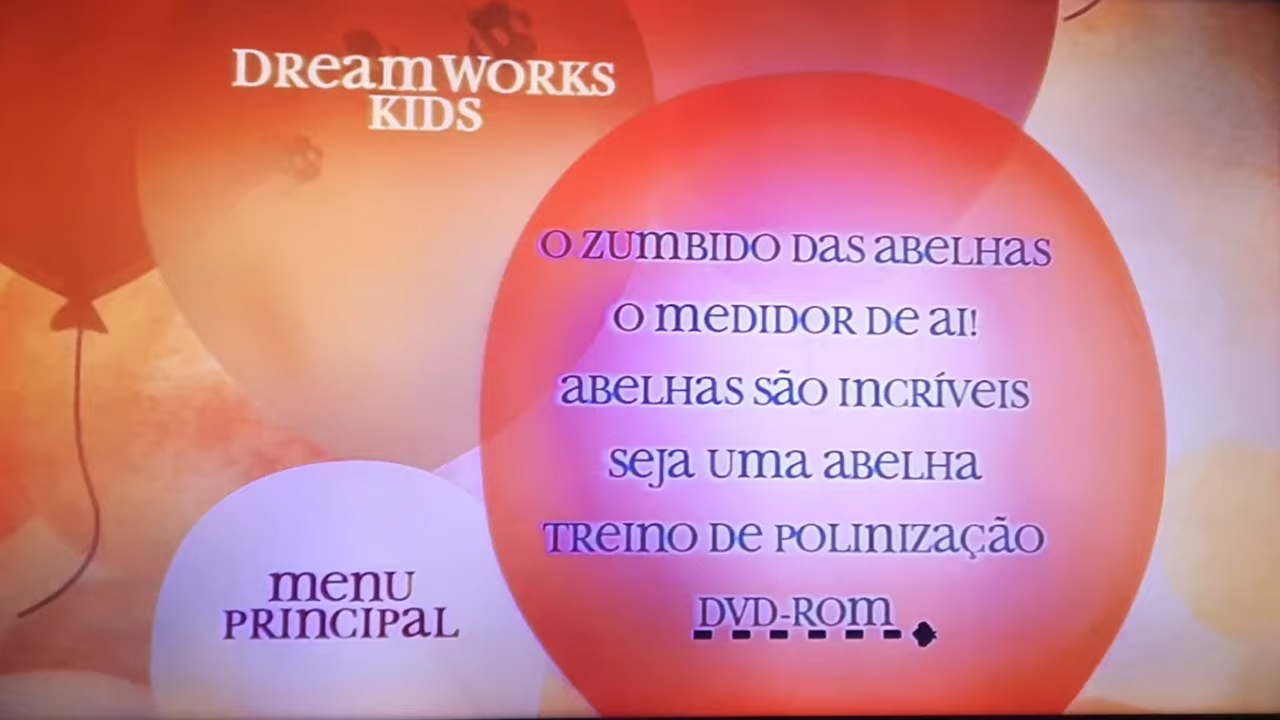 DreamWORKS
KIDS
O ZUmBIDO Das aBeLHas
O meDIDOR De aI!
aBeLHas são InCRíVeIs
seja Uma aBeLHa
TReInO De POLInIZaçãO
DVD-ROm
menU
PRInCIPaL